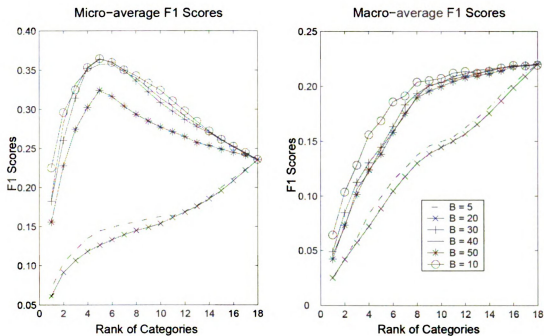 Micro-average F1 Scores
0.40
0.35
0.30
0.25
0.20
0.15
0.10
0.05
F1 Scores
0 2 4 6 8 10 12 14 16 18
Rank of Categories
Macro-average F1 Scores
0.25
0.20
0.15
0.10
0.05
0
F1 Scores
B = 5
B = 20
B = 30
B = 40
B = 50
B = 10
0 2 4 6 8 10 12 14 16 18
Rank of Categories